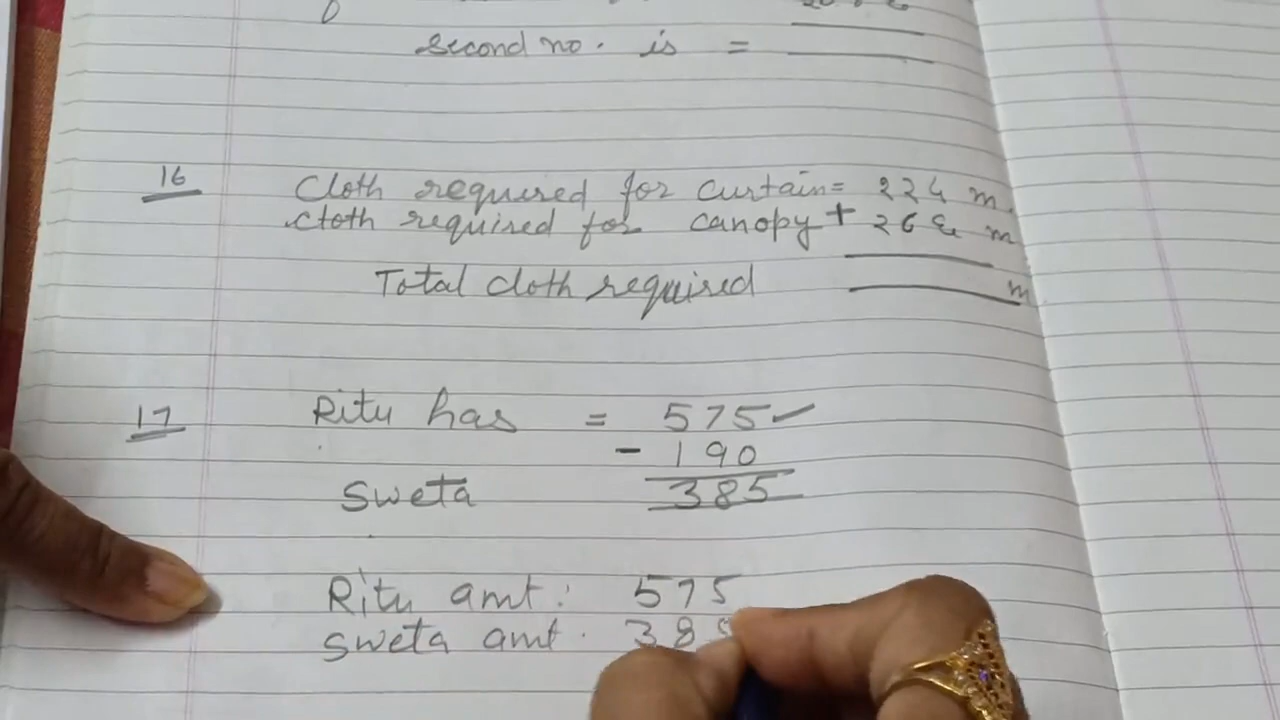 second no. is =
16
Cloth required for curtain = 224 m.
cloth required for canopy + 26 m
Total cloth required m
17
Ritu has = 575
- 190
Sweta 385
Ritu amt : 575
Sweta amt . 38